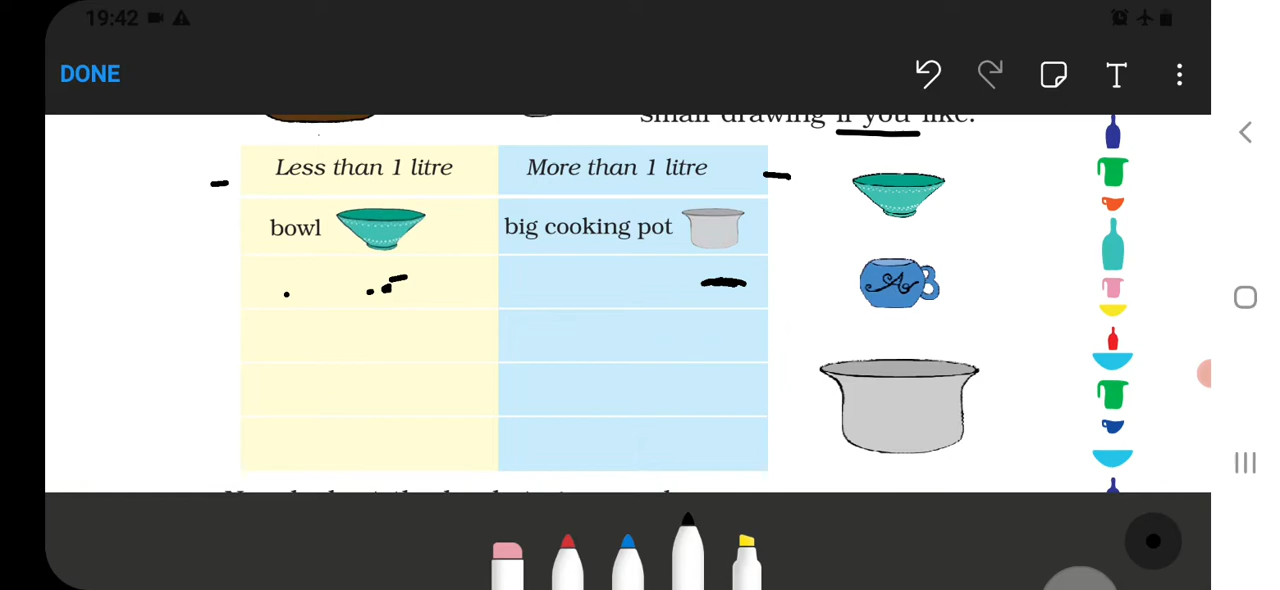 19:42
DONE
T
small drawing if you like.
Less than 1 litre
More than 1 litre
bowl
big cooking pot
A